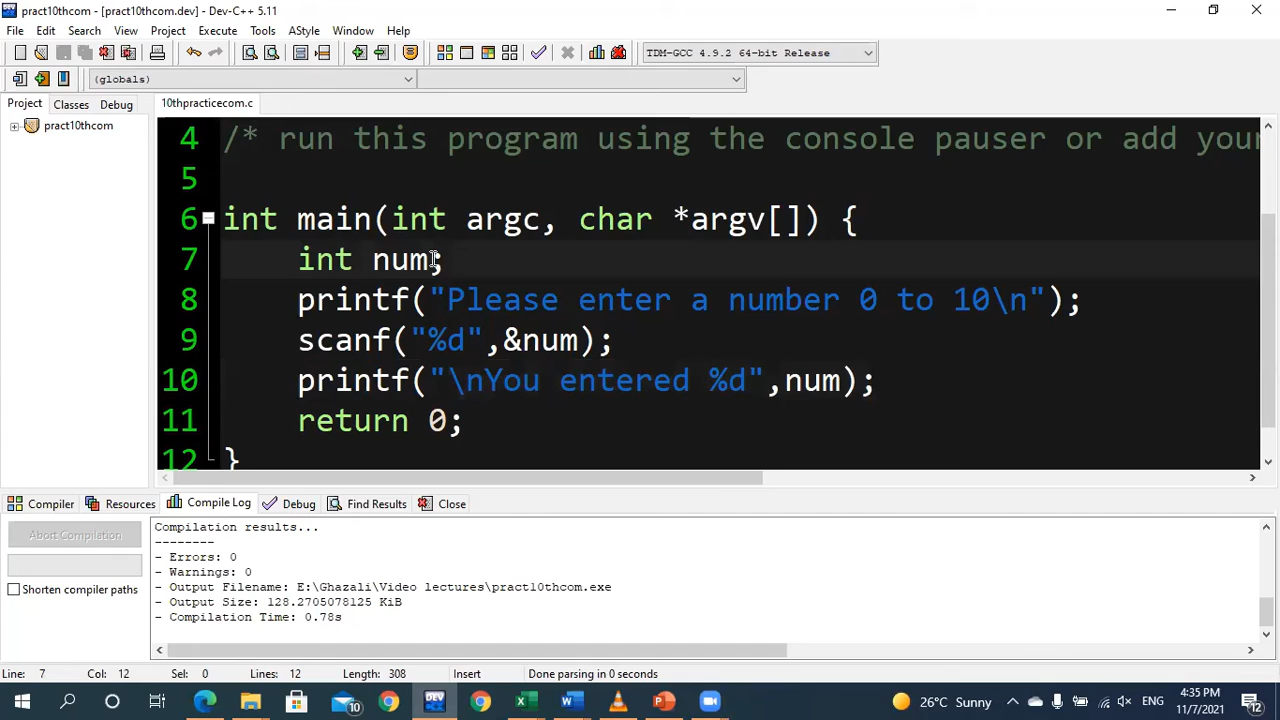 pract10thcom - [pract10thcom.dev] - Dev-C++ 5.11
File Edit Search View Project Execute Tools AStyle Window Help
TDM-GCC 4.9.2 64-bit Release
(globals)
Project Classes Debug
10thpracticecom.c
pract10thcom
4 /* run this program using the console pauser or add your
5
6 int main(int argc, char *argv[]) {
7 int num;
8 printf("Please enter a number 0 to 10\n");
9 scanf("%d",&num);
10 printf("\nYou entered %d",num);
11 return 0;
12 }
Compiler Resources Compile Log Debug Find Results Close
Abort Compilation
Shorten compiler paths
Compilation results...
--------
- Errors: 0
- Warnings: 0
- Output Filename: E:\Ghazali\Video lectures\pract10thcom.exe
- Output Size: 128.2705078125 KiB
- Compilation Time: 0.78s
Line: 7 Col: 12 Sel: 0 Lines: 12 Length: 308 Insert Done parsing in 0 seconds
10
26°C Sunny
ENG
4:35 PM
11/7/2021
12